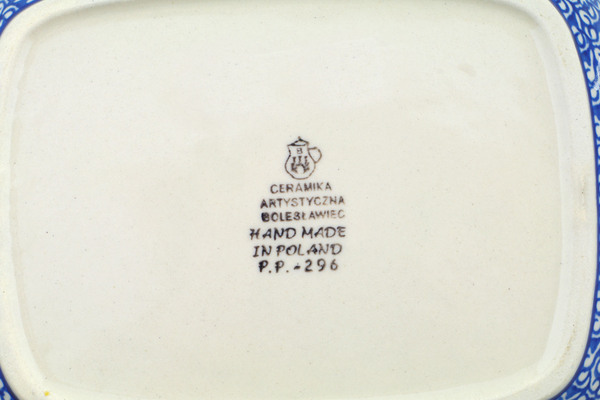 B
CERAMIKA
ARTYSTYCZNA
BOLESŁAWIEC
HAND MADE
IN POLAND
P.P.-296